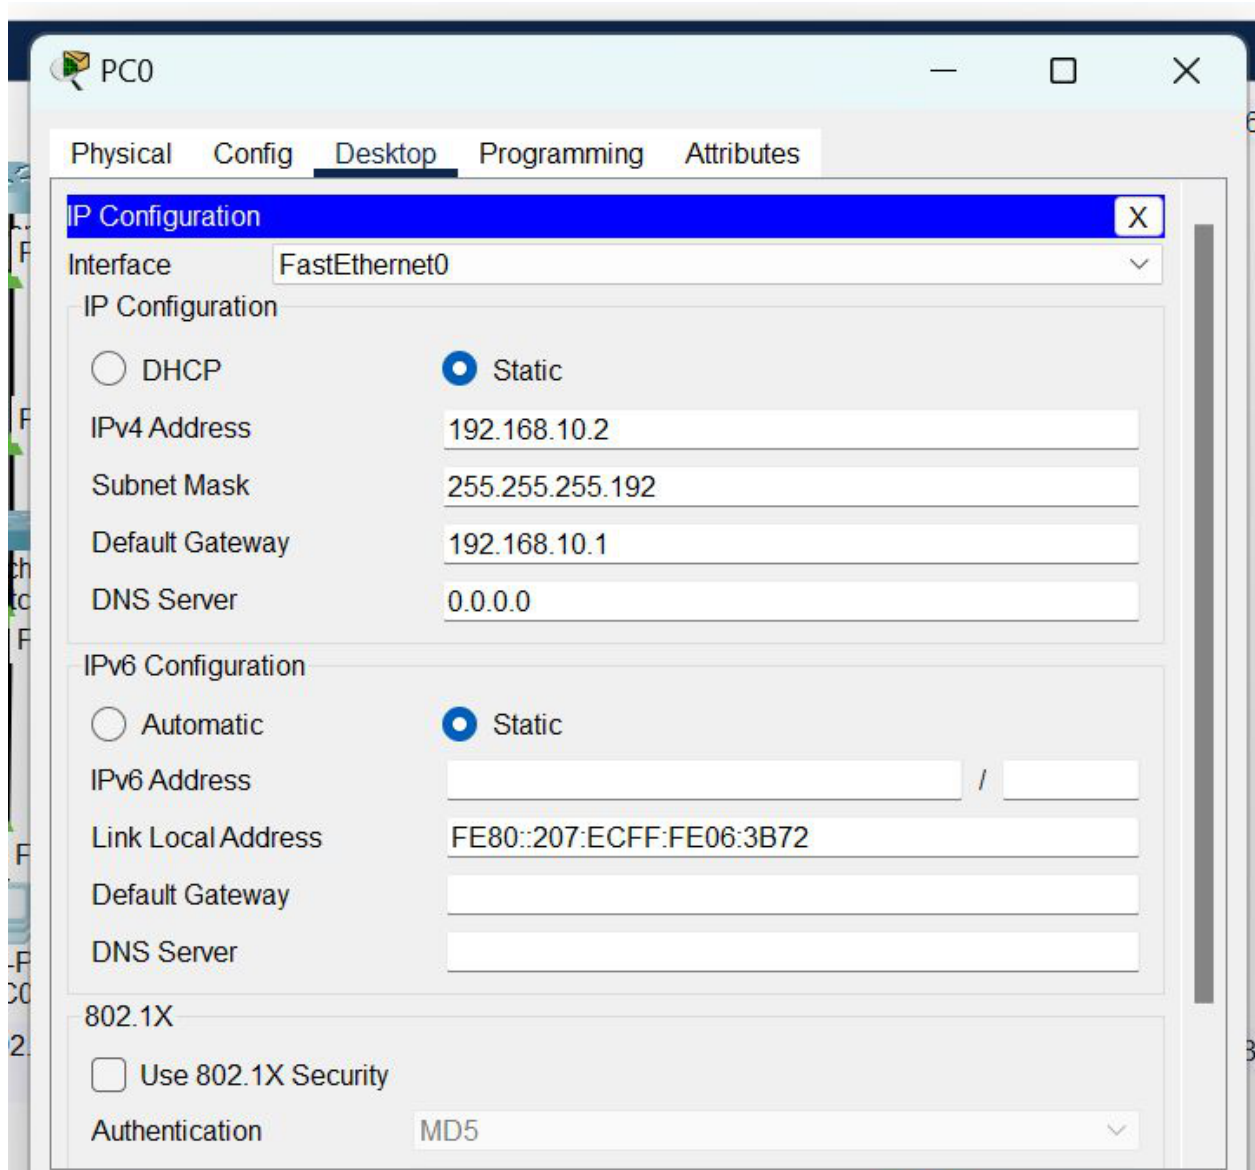 PC0
Physical Config Desktop Programming Attributes
IP Configuration X
Interface FastEthernet0
IP Configuration
DHCP Static
IPv4 Address 192.168.10.2
Subnet Mask 255.255.255.192
Default Gateway 192.168.10.1
DNS Server 0.0.0.0
IPv6 Configuration
Automatic Static
IPv6 Address /
Link Local Address FE80::207:ECFF:FE06:3B72
Default Gateway
DNS Server
802.1X
Use 802.1X Security
Authentication MD5